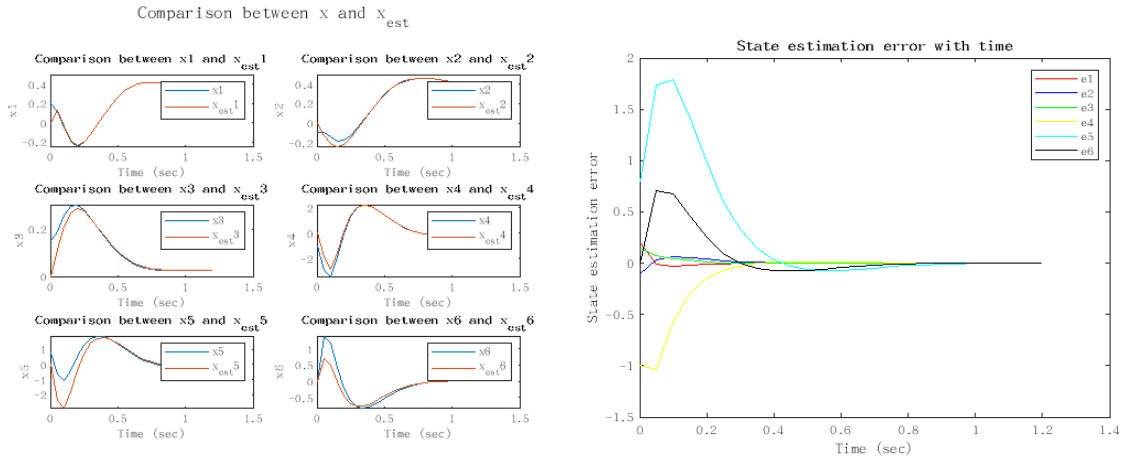 Comparison between x and x_est
Comparison between x1 and x_est1
x1
0.4
0.2
0
-0.2
x1
x_est1
0 0.5 1 1.5
Time (sec)
Comparison between x2 and x_est2
x2
0.4
0.2
0
-0.2
x2
x_est2
0 0.5 1 1.5
Time (sec)
Comparison between x3 and x_est3
x3
0.2
0
x3
x_est3
0 0.5 1 1.5
Time (sec)
Comparison between x4 and x_est4
x4
2
0
-2
x4
x_est4
0 0.5 1 1.5
Time (sec)
Comparison between x5 and x_est5
x5
1
0
-1
-2
x5
x_est5
0 0.5 1 1.5
Time (sec)
Comparison between x6 and x_est6
x6
1
0.5
0
-0.5
x6
x_est6
0 0.5 1 1.5
Time (sec)
State estimation error with time
State estimation error
2
1.5
1
0.5
0
-0.5
-1
-1.5
e1
e2
e3
e4
e5
e6
0 0.2 0.4 0.6 0.8 1 1.2 1.4
Time (sec)